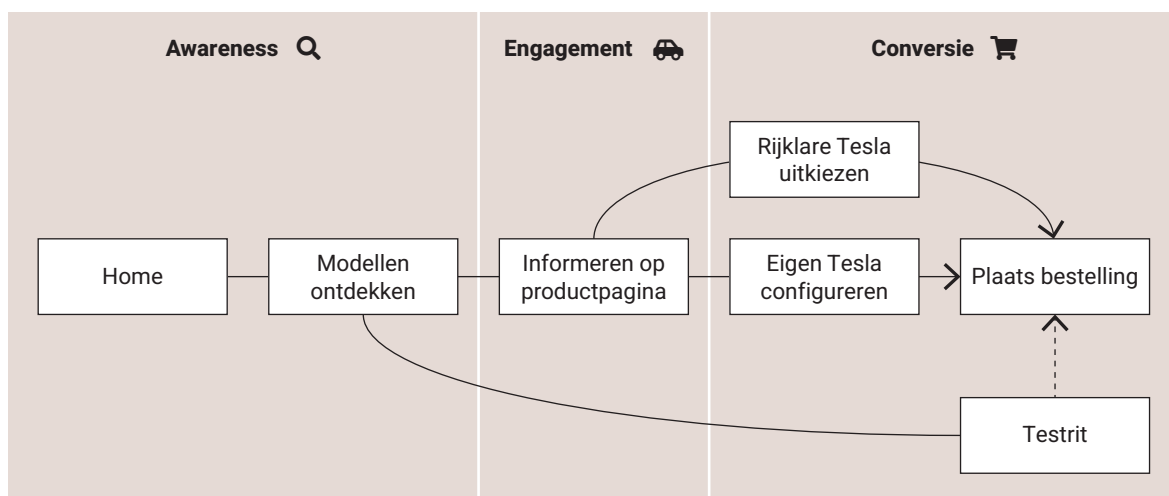 Awareness
Engagement
Conversie
Rijklare Tesla
uitkiezen
Home
Modellen
ontdekken
Informeren op
productpagina
Eigen Tesla
configureren
Plaats bestelling
Testrit